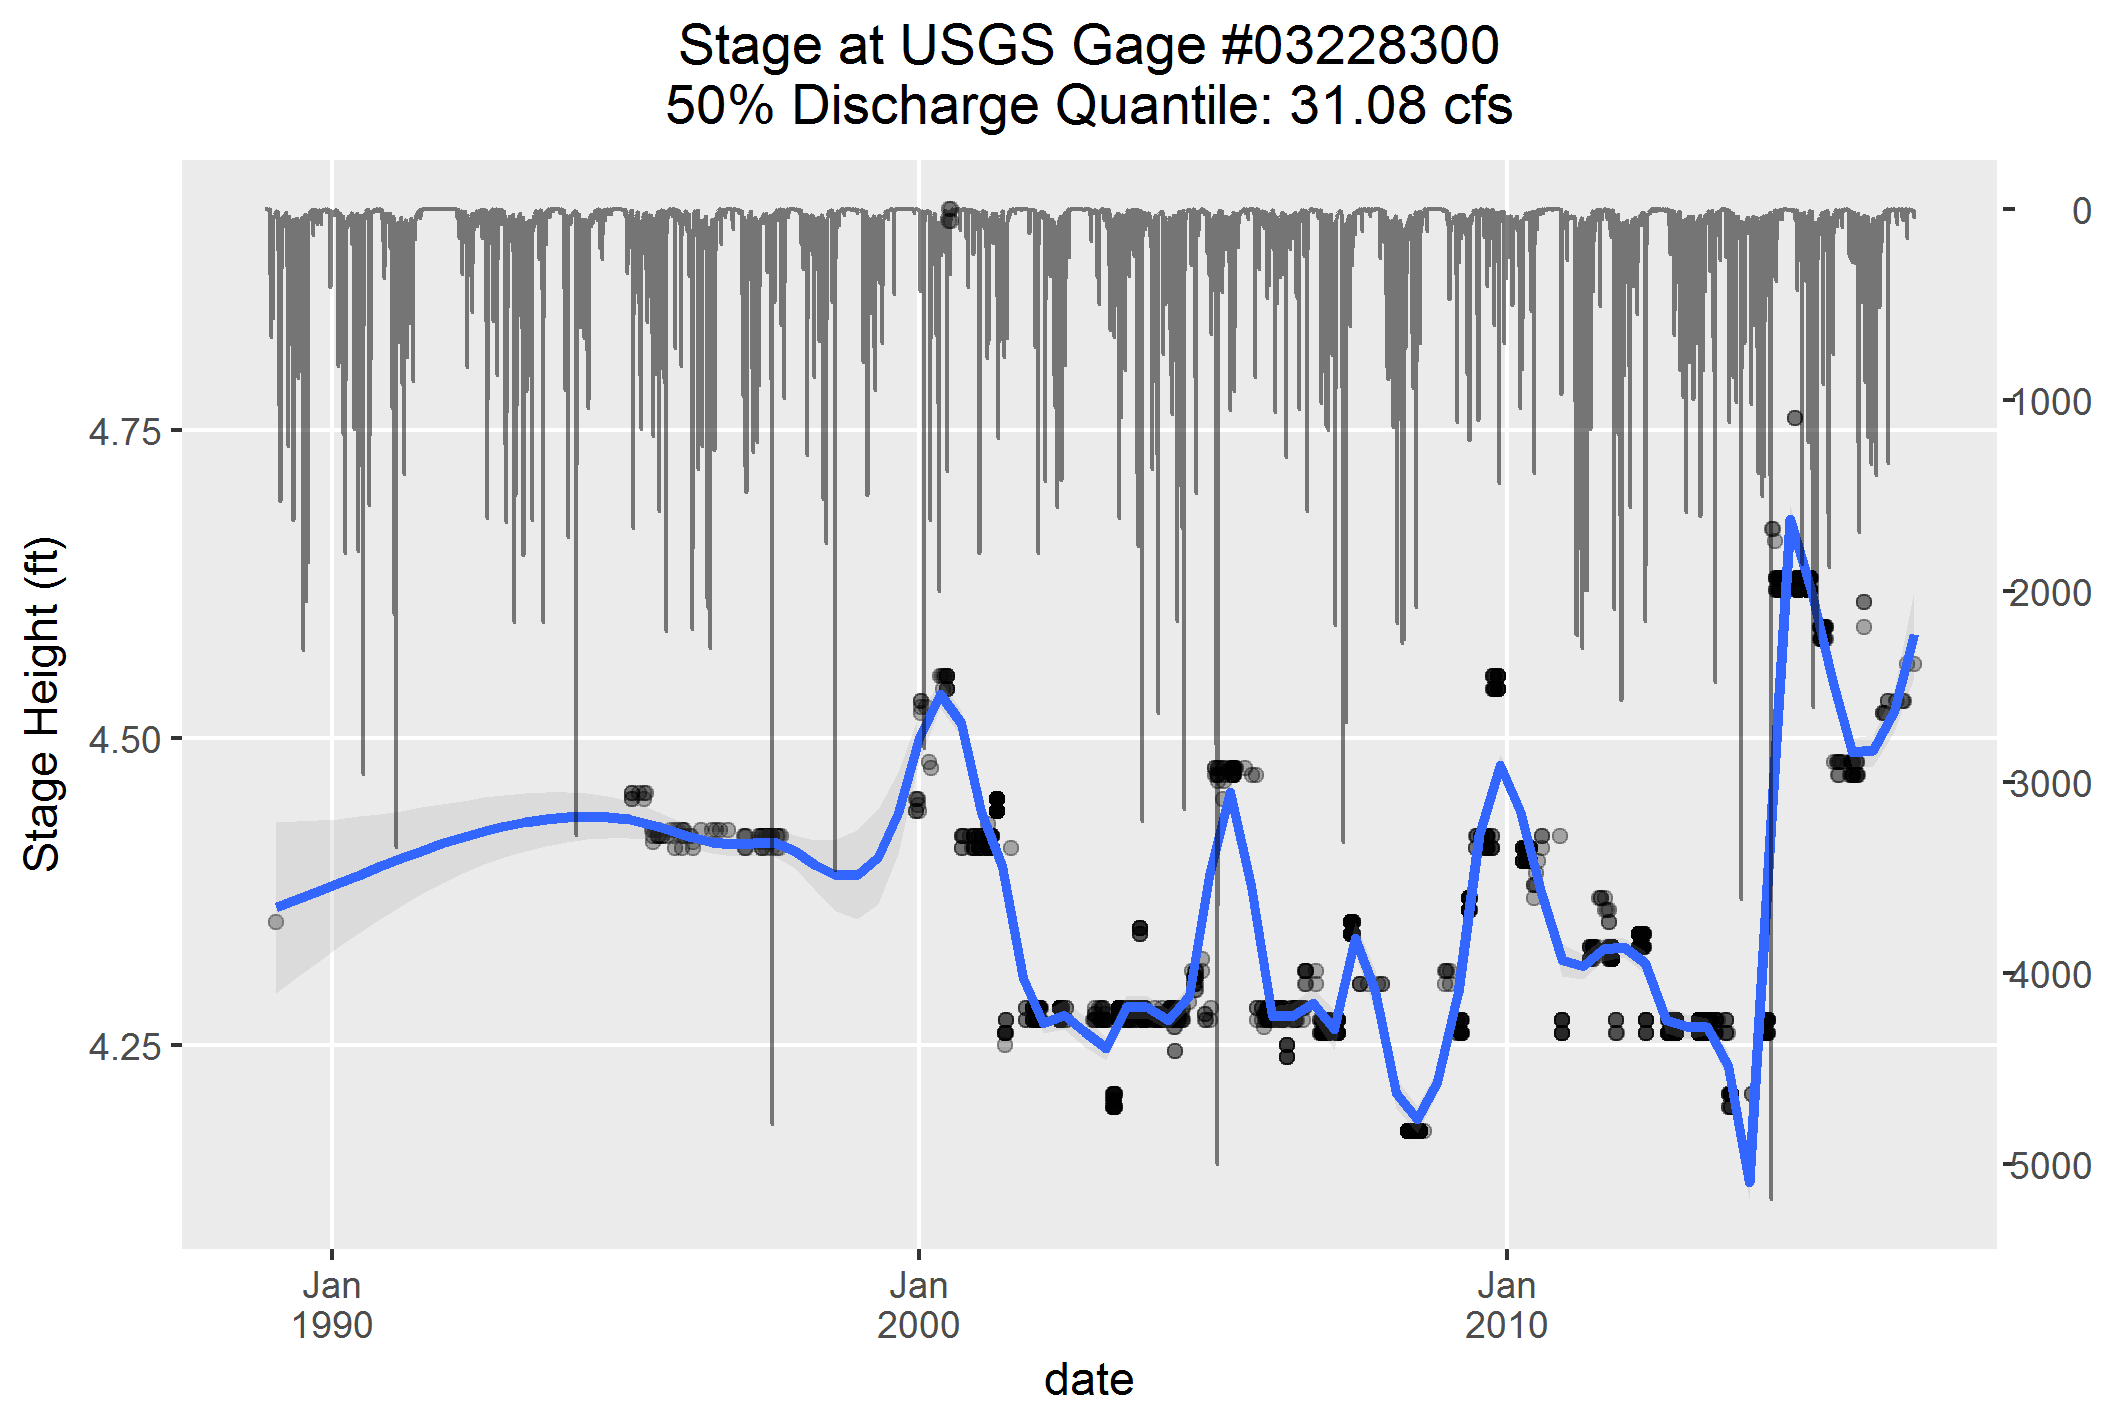 Stage at USGS Gage #03228300
50% Discharge Quantile: 31.08 cfs
Stage Height (ft)
4.75
4.50
4.25
0
1000
2000
3000
4000
5000
Jan
1990
Jan
2000
Jan
2010
date